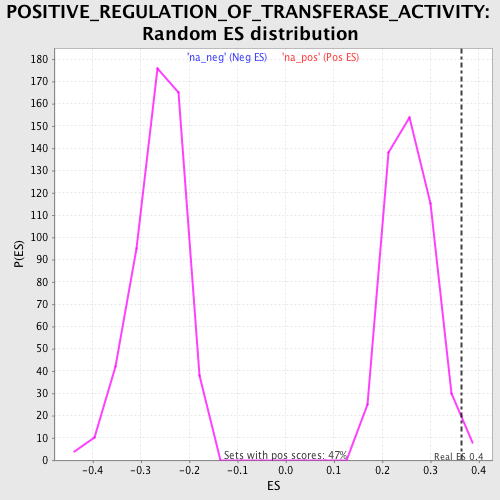 POSITIVE_REGULATION_OF_TRANSFERASE_ACTIVITY:
Random ES distribution
'na_neg' (Neg ES) 'na_pos' (Pos ES)
180
170
160
150
140
130
120
110
100
90
80
70
60
50
40
30
20
10
0
P(ES)
Sets with pos scores: 47%
Real ES 0.4
-0.4 -0.3 -0.2 -0.1 0.0 0.1 0.2 0.3 0.4
ES